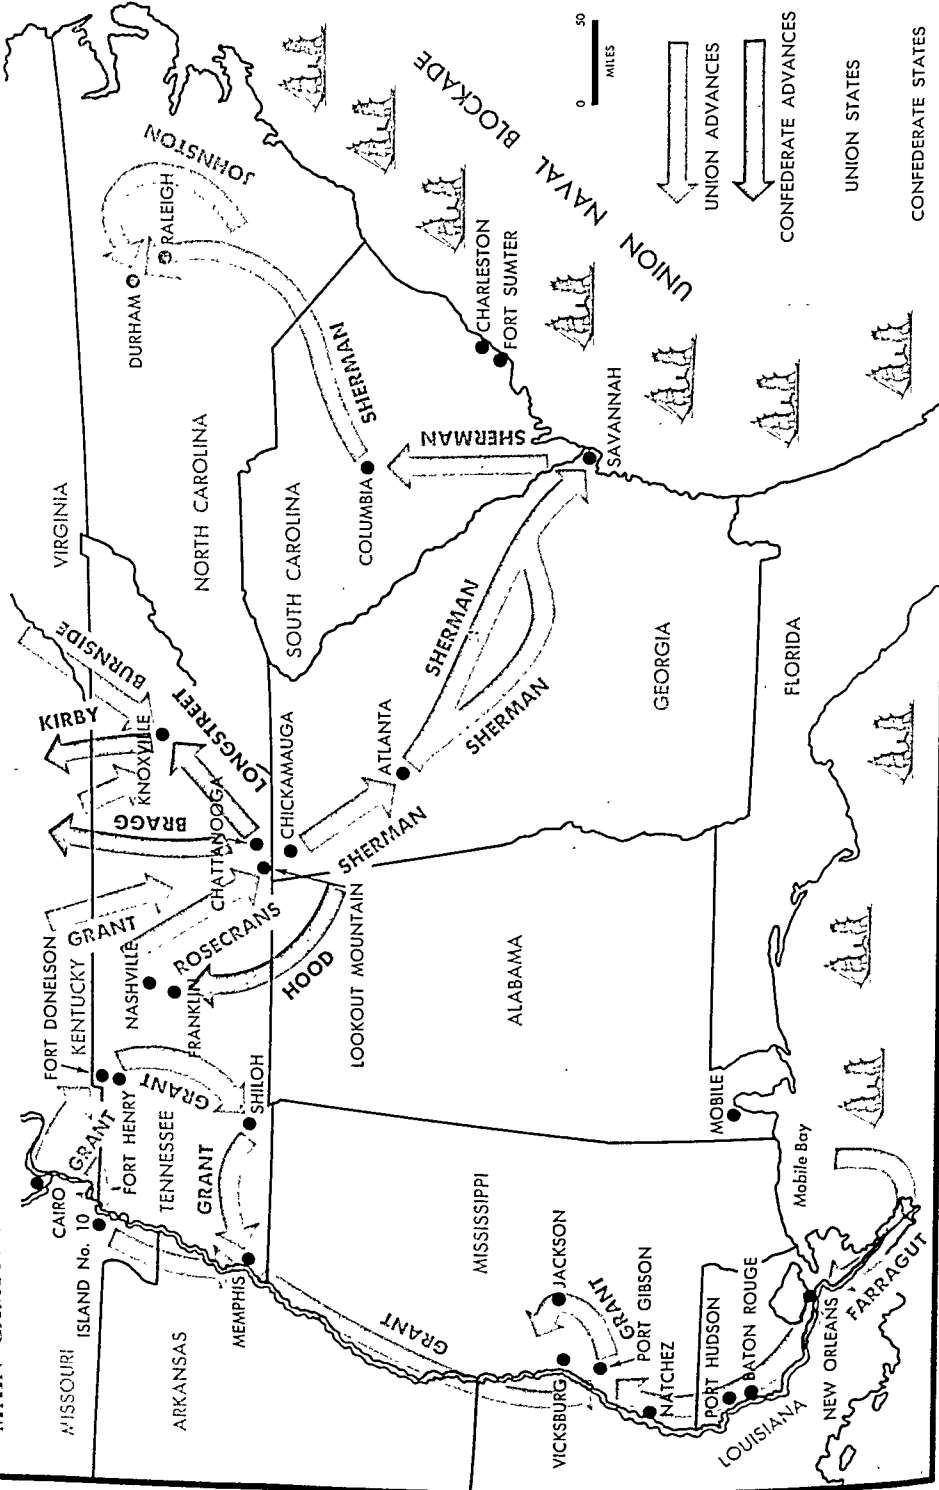 MISSOURI
ISLAND No. 10
CAIRO
GRANT
FORT DONELSON
KENTUCKY
FORT HENRY
TENNESSEE
GRANT
NASHVILLE
FRANKLIN
GRANT
ROSECRANS
BRAGG
KIRBY
KNOXVILLE
BURNSIDE
LONGSTREET
CHATTANOOGA
CHICKAMAUGA
VIRGINIA
NORTH CAROLINA
DURHAM
RALEIGH
JOHNSTON
ARKANSAS
MEMPHIS
GRANT
SHILOH
HOOD
LOOKOUT MOUNTAIN
SHERMAN
ATLANTA
SOUTH CAROLINA
COLUMBIA
SHERMAN
SHERMAN
CHARLESTON
FORT SUMTER
GRANT
MISSISSIPPI
ALABAMA
SHERMAN
SHERMAN
GEORGIA
SAVANNAH
UNION NAVAL BLOCKADE
VICKSBURG
JACKSON
GRANT
PORT GIBSON
NATCHEZ
PORT HUDSON
BATON ROUGE
LOUISIANA
NEW ORLEANS
FARRAGUT
MOBILE
Mobile Bay
FLORIDA
0 50
MILES
UNION ADVANCES
CONFEDERATE ADVANCES
UNION STATES
CONFEDERATE STATES